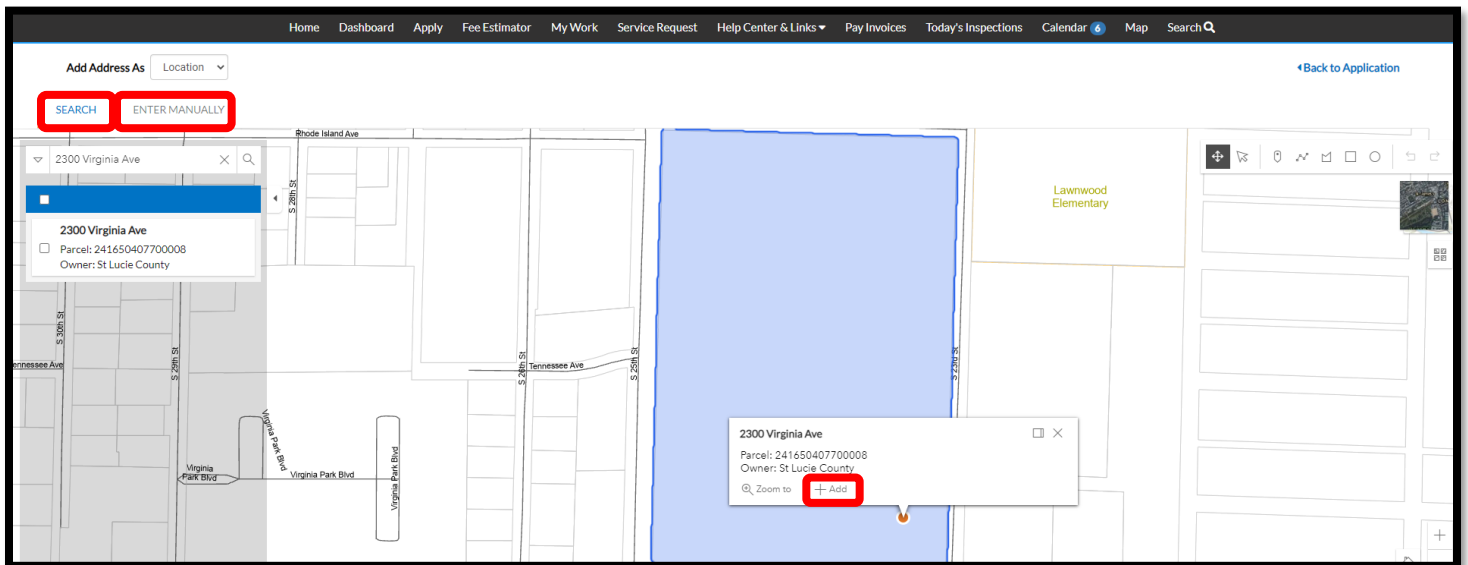 Home Dashboard Apply Fee Estimator My Work Service Request Help Center & Links Pay Invoices Today's Inspections Calendar 6 Map Search
Add Address As Location
Back to Application
SEARCH ENTER MANUALLY
Rhode Island Ave
2300 Virginia Ave
S 28th St
Lawnwood
Elementary
2300 Virginia Ave
Parcel: 241650407700008
Owner: St Lucie County
S 30th St
ennessee Ave
S 29th St
S 26th St
Tennessee Ave
S 25th St
S 23rd St
Virginia Park Blvd
Virginia
Park Blvd
Virginia Park Blvd
Virginia Park Blvd
2300 Virginia Ave
Parcel: 241650407700008
Owner: St Lucie County
Zoom to + Add